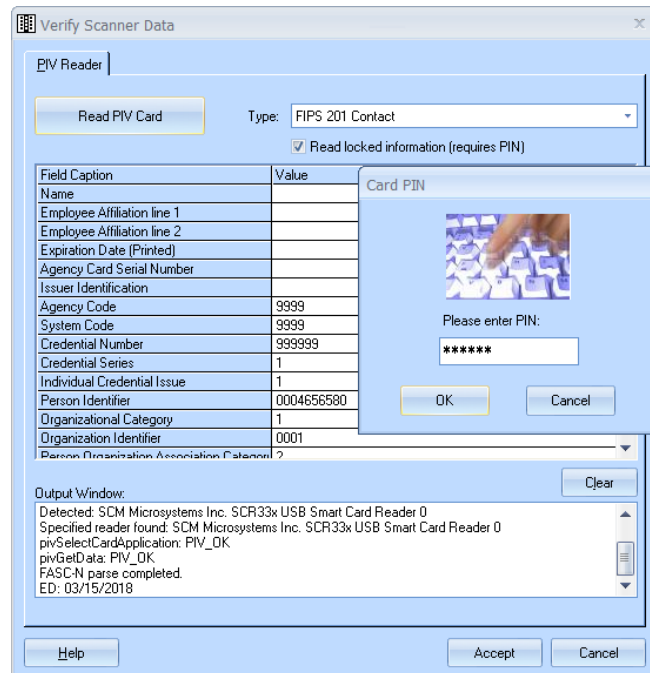 Verify Scanner Data
PIV Reader
Read PIV Card
Type: FIPS 201 Contact
Read locked information (requires PIN)
Field Caption Value
Name
Employee Affiliation line 1
Employee Affiliation line 2
Expiration Date (Printed)
Agency Card Serial Number
Issuer Identification
Agency Code 9999
System Code 9999
Credential Number 999999
Credential Series 1
Individual Credential Issue 1
Person Identifier 0004656580
Organizational Category 1
Organization Identifier 0001
Person Organization Association Categor 2
Card PIN
Please enter PIN:
******
OK Cancel
Clear
Output Window:
Detected: SCM Microsystems Inc. SCR33x USB Smart Card Reader 0
Specified reader found: SCM Microsystems Inc. SCR33x USB Smart Card Reader 0
pivSelectCardApplication: PIV_OK
pivGetData: PIV_OK
FASC-N parse completed.
ED: 03/15/2018
Help Accept Cancel